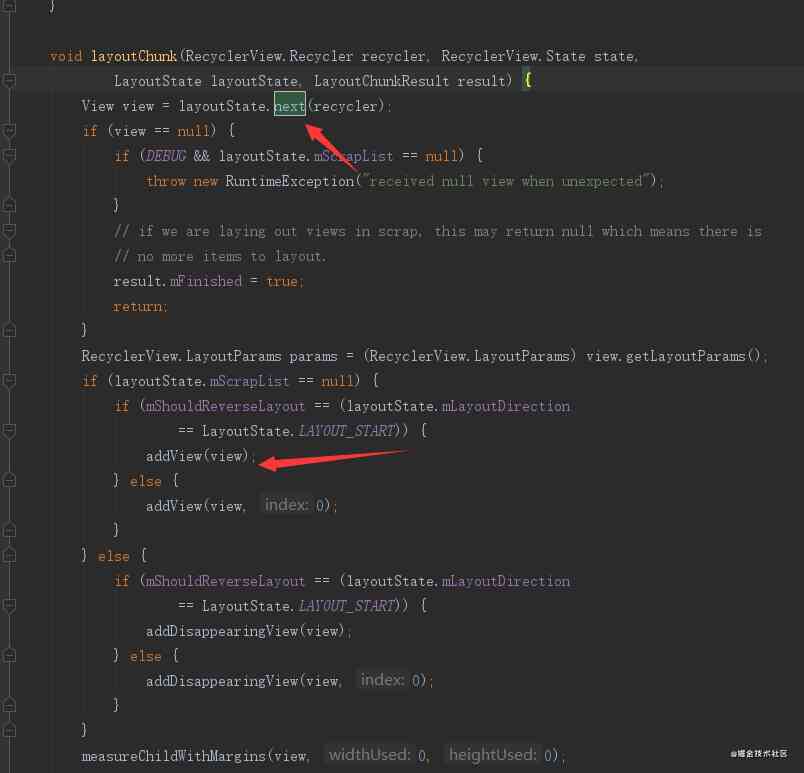 }
void layoutChunk(RecyclerView.Recycler recycler, RecyclerView.State state,
LayoutState layoutState, LayoutChunkResult result) {
View view = layoutState.next(recycler);
if (view == null) {
if (DEBUG && layoutState.mScrapList == null) {
throw new RuntimeException("received null view when unexpected");
}
// if we are laying out views in scrap, this may return null which means there is
// no more items to layout.
result.mFinished = true;
return;
}
RecyclerView.LayoutParams params = (RecyclerView.LayoutParams) view.getLayoutParams();
if (layoutState.mScrapList == null) {
if (mShouldReverseLayout == (layoutState.mLayoutDirection
== LayoutState.LAYOUT_START)) {
addView(view);
} else {
addView(view, index: 0);
}
} else {
if (mShouldReverseLayout == (layoutState.mLayoutDirection
== LayoutState.LAYOUT_START)) {
addDisappearingView(view);
} else {
addDisappearingView(view, index: 0);
}
}
measureChildWithMargins(view, widthUsed: 0, heightUsed: 0);
@掘金技术社区